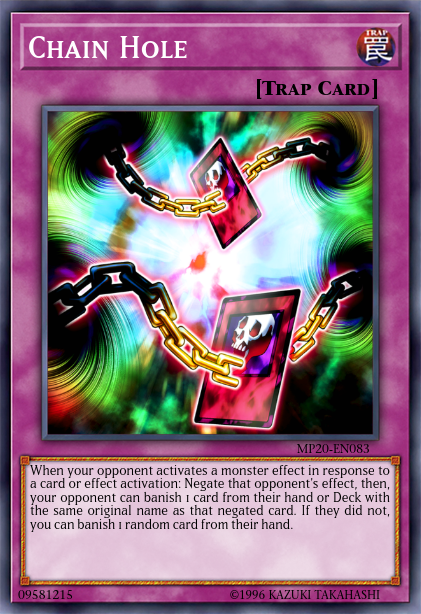 Chain Hole
TRAP
罠
[Trap Card]
MP20-EN083
When your opponent activates a monster effect in response to
a card or effect activation: Negate that opponent's effect, then,
your opponent can banish 1 card from their hand or Deck with
the same original name as that negated card. If they did not,
you can banish 1 random card from their hand.
09581215
©1996 KAZUKI TAKAHASHI